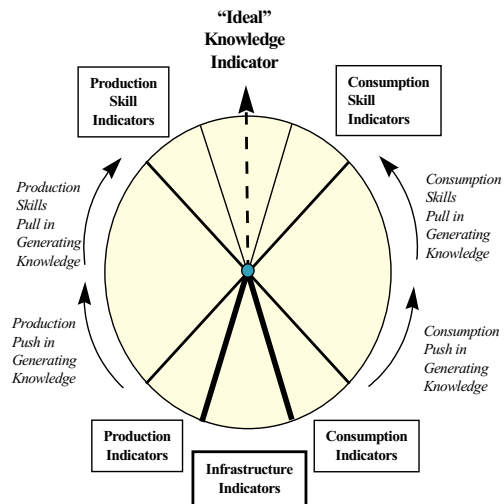 “Ideal”
Knowledge
Indicator
Production
Skill
Indicators
Consumption
Skill
Indicators
Production
Skills
Pull in
Generating
Knowledge
Consumption
Skills
Pull in
Generating
Knowledge
Production
Push in
Generating
Knowledge
Consumption
Push in
Generating
Knowledge
Production
Indicators
Consumption
Indicators
Infrastructure
Indicators